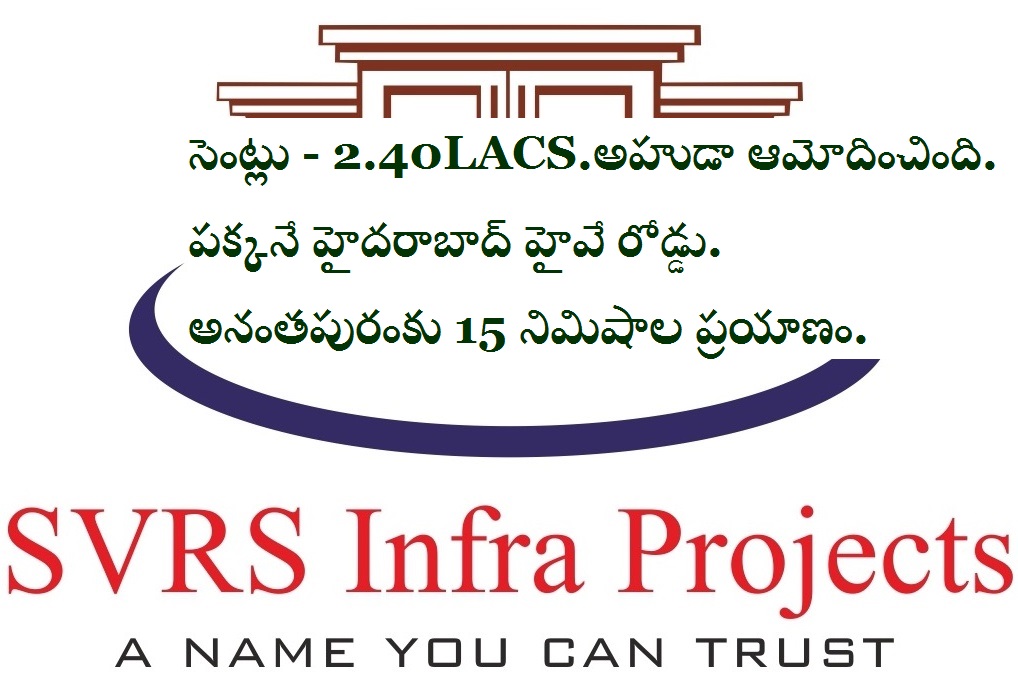 సెంట్లు - 2.40LACS.అహుడా ఆమోదించింది.
పక్కనే హైదరాబాద్ హైవే రోడ్డు.
అనంతపురంకు 15 నిమిషాల ప్రయాణం.
SVRS Infra Projects
A NAME YOU CAN TRUST